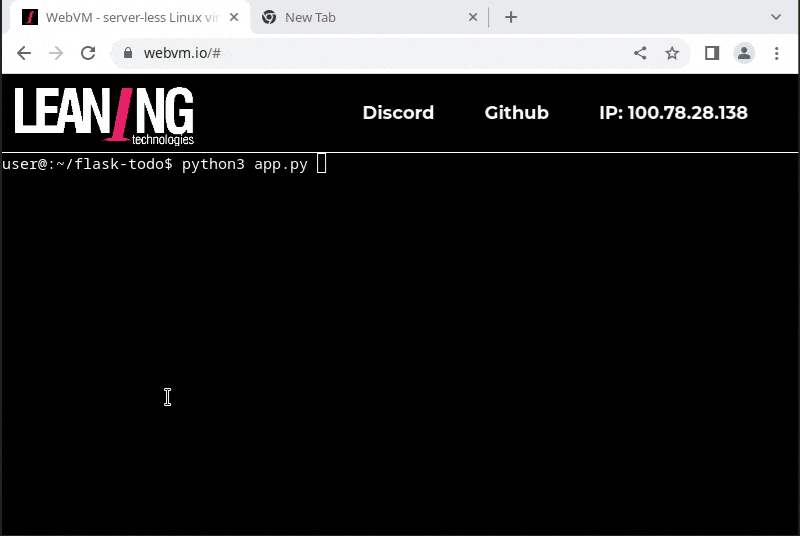 WebVM - server-less Linux vir
New Tab
webvm.io/#
LEANING
technologies
Discord Github IP: 100.78.28.138
user@:~/flask-todo$ python3 app.py